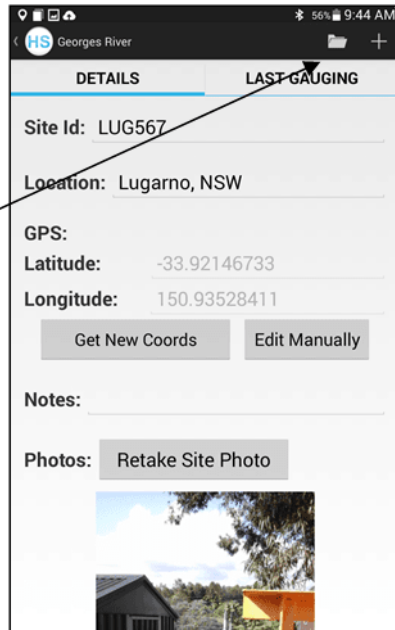 56% 9:44 AM
HS Georges River
DETAILS LAST GAUGING
Site Id: LUG567
Location: Lugarno, NSW
GPS:
Latitude: -33.92146733
Longitude: 150.93528411
Get New Coords Edit Manually
Notes:
Photos: Retake Site Photo